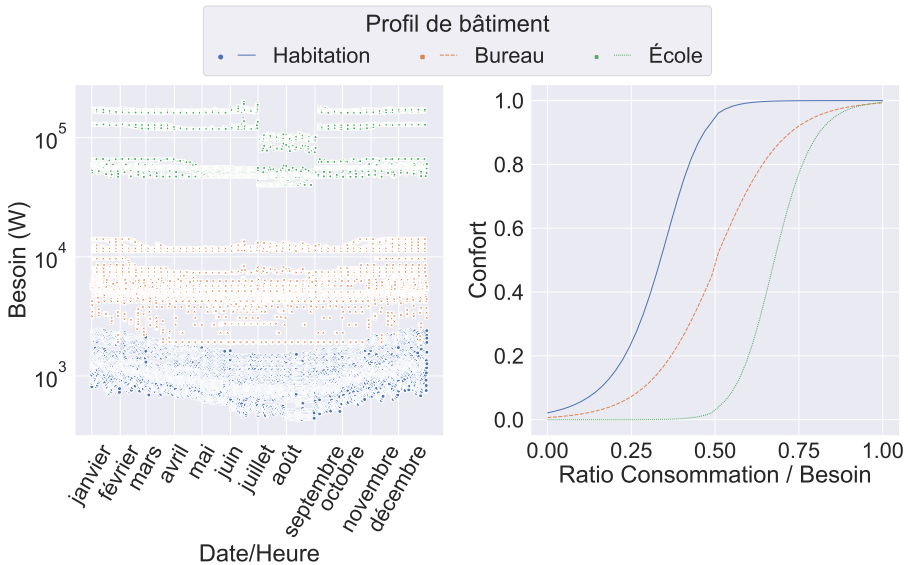 Profil de bâtiment
Habitation
Bureau
École
Besoin (W)
10^5
10^4
10^3
janvier
février
mars
avril
mai
juin
juillet
août
septembre
octobre
novembre
décembre
Date/Heure
Confort
1.0
0.8
0.6
0.4
0.2
0.0
0.00
0.25
0.50
0.75
1.00
Ratio Consommation / Besoin